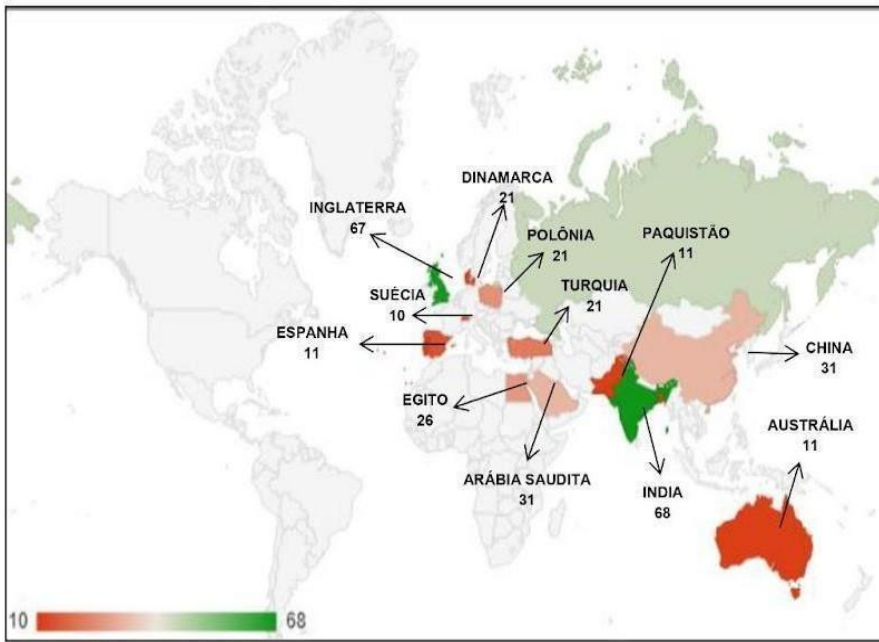 DINAMARCA
21
INGLATERRA
67
POLÔNIA
21
PAQUISTÃO
11
TURQUIA
21
SUÉCIA
10
ESPANHA
11
CHINA
31
EGITO
26
AUSTRÁLIA
11
ARÁBIA SAUDITA
31
INDIA
68
10
68